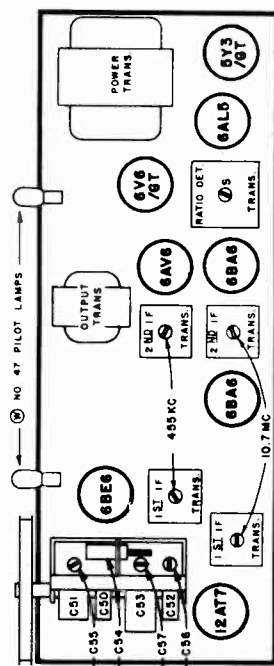 Ⓦ NO. 47 PILOT LAMPS
POWER
TRANS.
5Y3
/GT
6AL5
6V6
/GT
RATIO DET.
S
TRANS.
OUTPUT
TRANS.
6AV6
6BA6
2ND IF
TRANS.
2ND IF
TRANS.
455KC
6BA6
10.7 MC
6BE6
1ST IF
TRANS.
1ST IF
TRANS.
12AT7
C51
C50
C53
C52
C55
C54
C57
C56